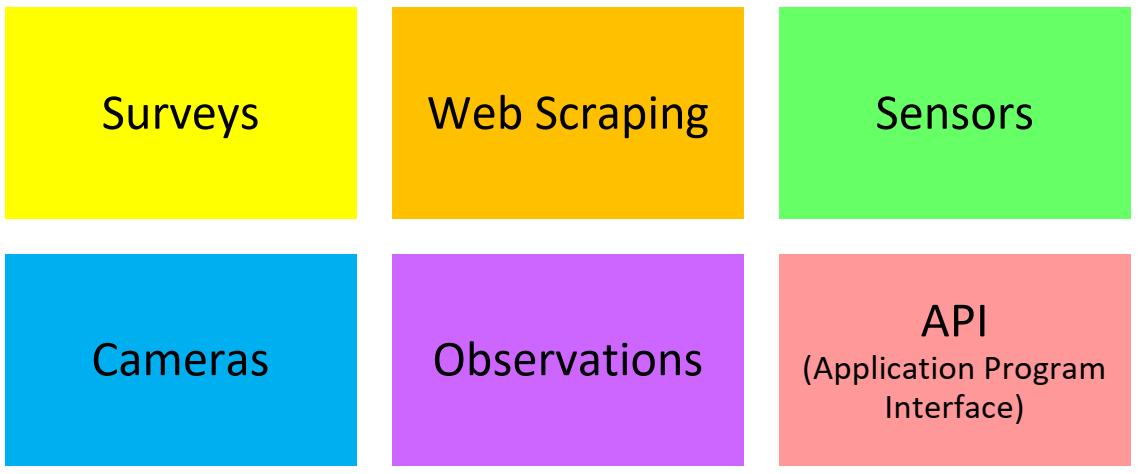 Surveys
Web Scraping
Sensors
Cameras
Observations
API
(Application Program
Interface)